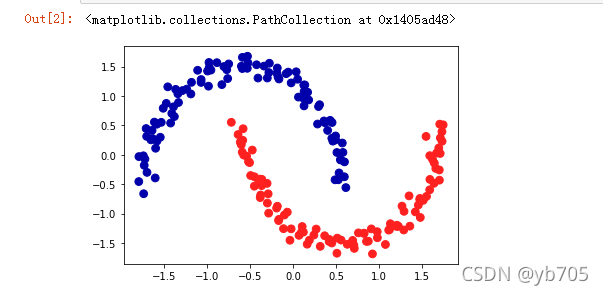 Out[2]: <matplotlib.collections.PathCollection at 0x1405ad48>
1.5
1.0
0.5
0.0
−0.5
−1.0
−1.5
−1.5 −1.0 −0.5 0.0 0.5 1.0 1.5
CSDN @yb705